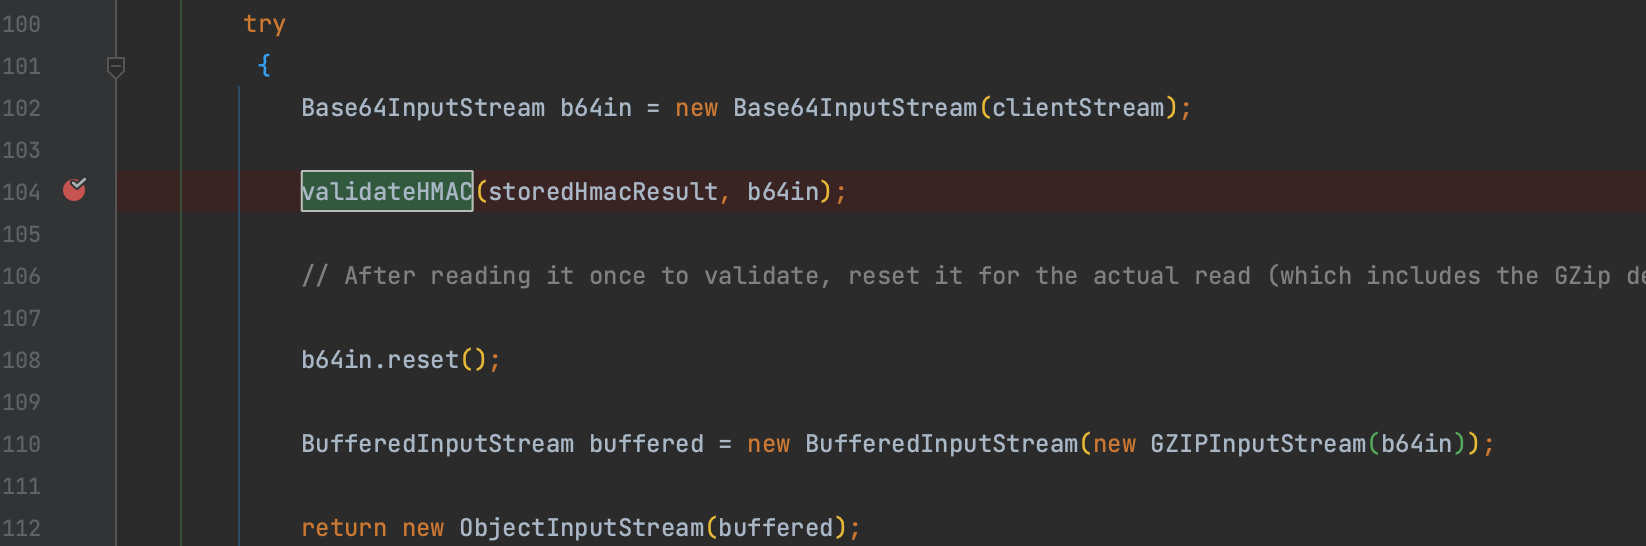 100 try
101 {
102 Base64InputStream b64in = new Base64InputStream(clientStream);
103
104 validateHMAC(storedHmacResult, b64in);
105
106 // After reading it once to validate, reset it for the actual read (which includes the GZip de
107
108 b64in.reset();
109
110 BufferedInputStream buffered = new BufferedInputStream(new GZIPInputStream(b64in));
111
112 return new ObjectInputStream(buffered);